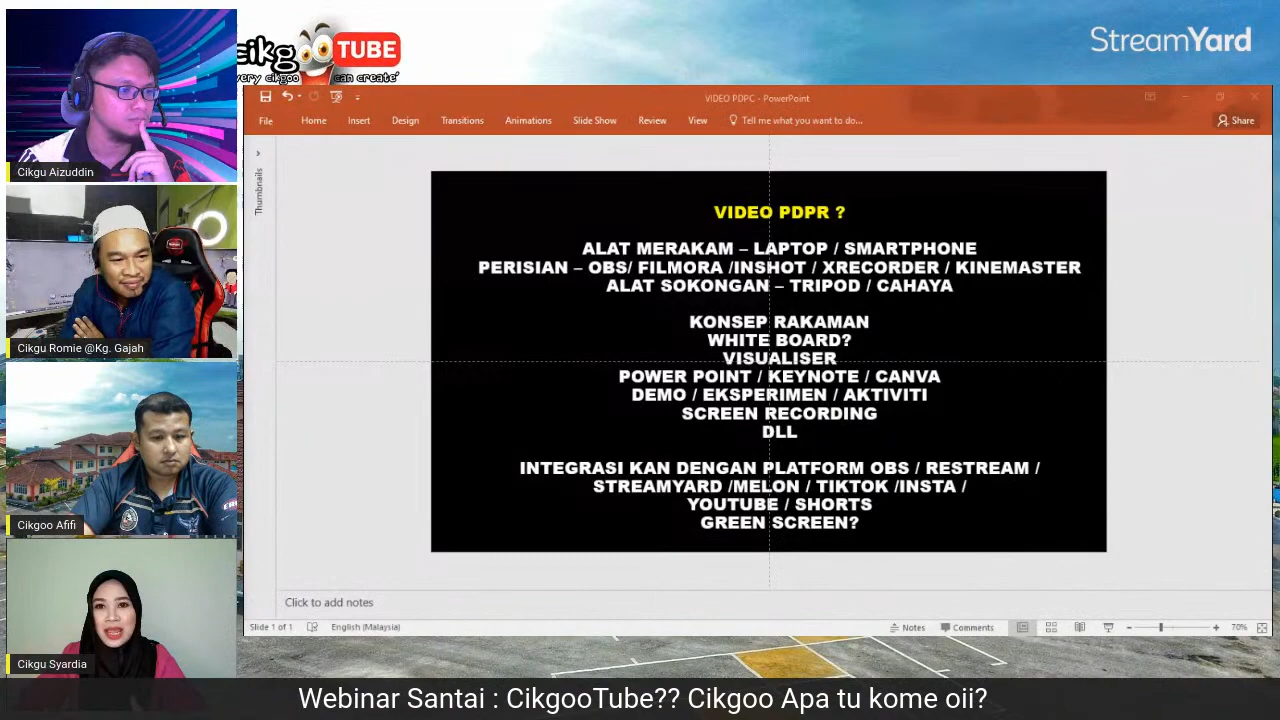 cikgoo TUBE
every cikgoo can create'
StreamYard
Cikgu Aizuddin
Cikgu Romie @Kg. Gajah
Cikgoo Afifi
Cikgu Syardia
VIDEO PDPC - PowerPoint
File Home Insert Design Transitions Animations Slide Show Review View Tell me what you want to do... Share
Thumbnails
VIDEO PDPR ?
ALAT MERAKAM – LAPTOP / SMARTPHONE
PERISIAN – OBS/ FILMORA /INSHOT / XRECORDER / KINEMASTER
ALAT SOKONGAN – TRIPOD / CAHAYA
KONSEP RAKAMAN
WHITE BOARD?
VISUALISER
POWER POINT / KEYNOTE / CANVA
DEMO / EKSPERIMEN / AKTIVITI
SCREEN RECORDING
DLL
INTEGRASI KAN DENGAN PLATFORM OBS / RESTREAM /
STREAMYARD /MELON / TIKTOK /INSTA /
YOUTUBE / SHORTS
GREEN SCREEN?
Click to add notes
Slide 1 of 1 English (Malaysia) Notes Comments 70%
Webinar Santai : CikgooTube?? Cikgoo Apa tu kome oii?